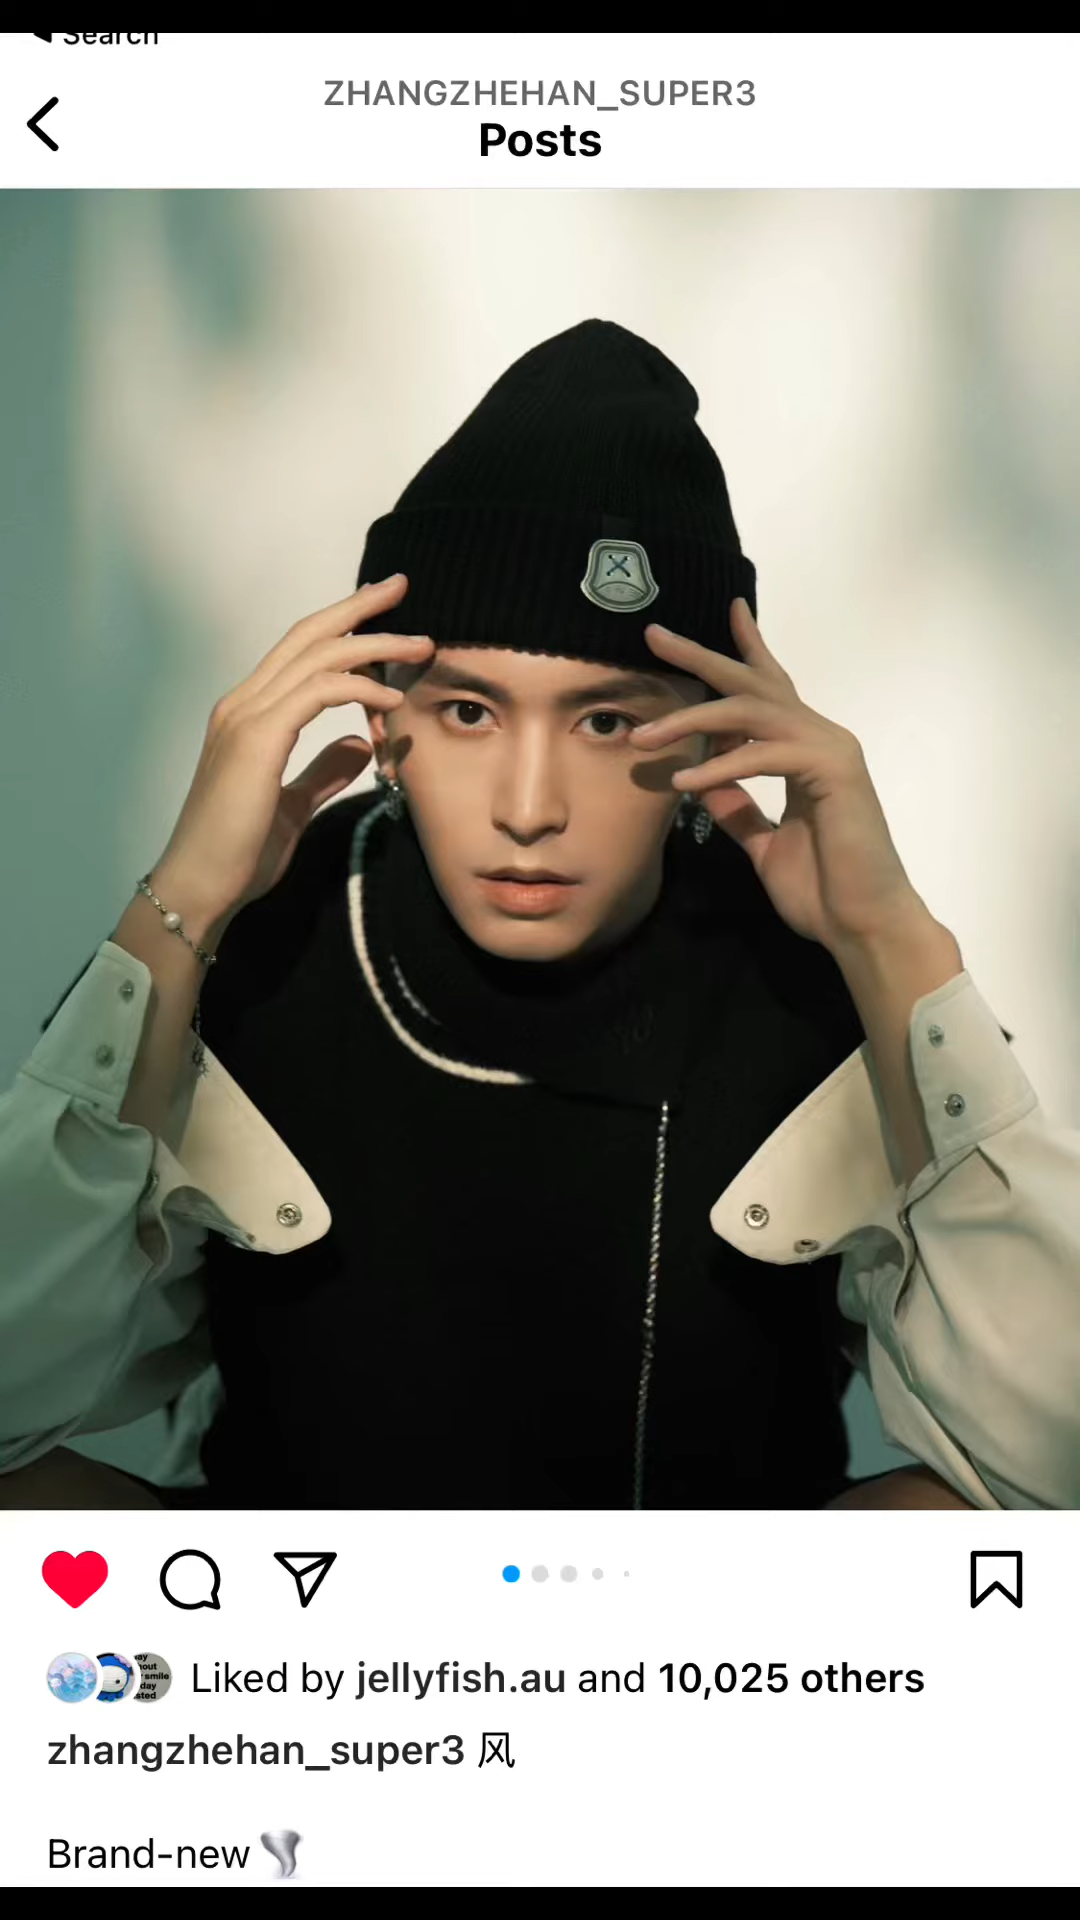 Search
ZHANGZHEHAN_SUPER3
Posts
Liked by jellyfish.au and 10,025 others
zhangzhehan_super3 风
Brand-new